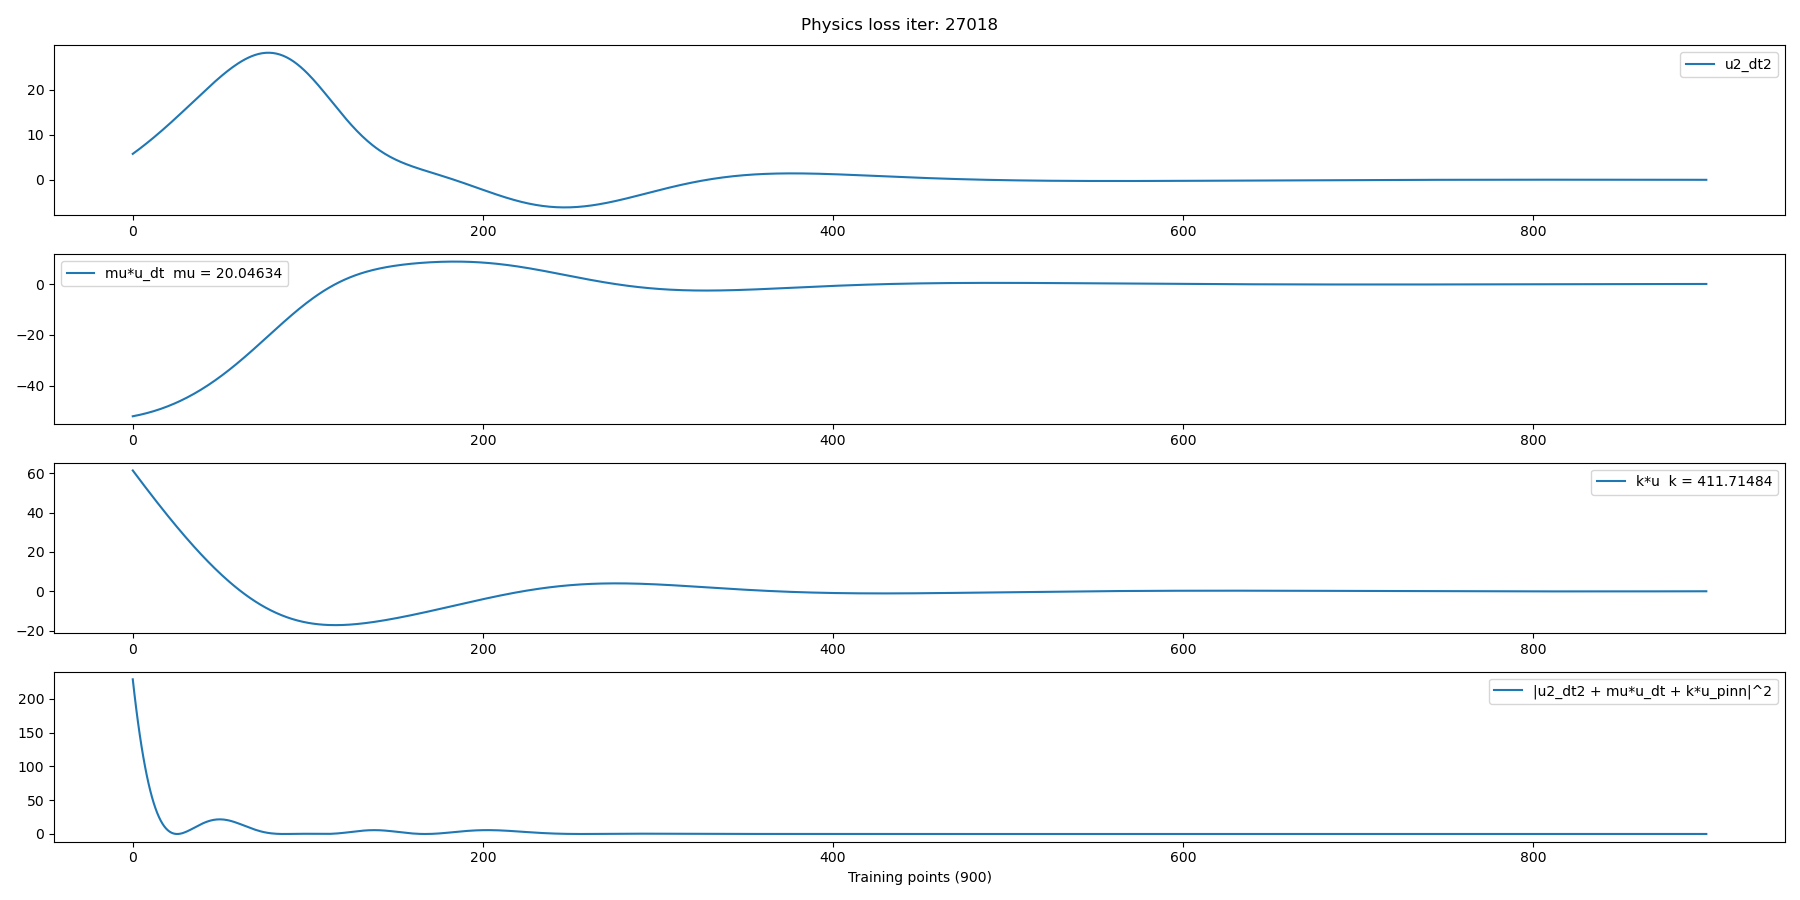 Physics loss iter: 27018
u2_dt2
20
10
0
0 200 400 600 800
mu*u_dt  mu = 20.04634
0
−20
−40
0 200 400 600 800
k*u  k = 411.71484
60
40
20
0
−20
0 200 400 600 800
|u2_dt2 + mu*u_dt + k*u_pinn|^2
200
150
100
50
0
0 200 400 600 800
Training points (900)